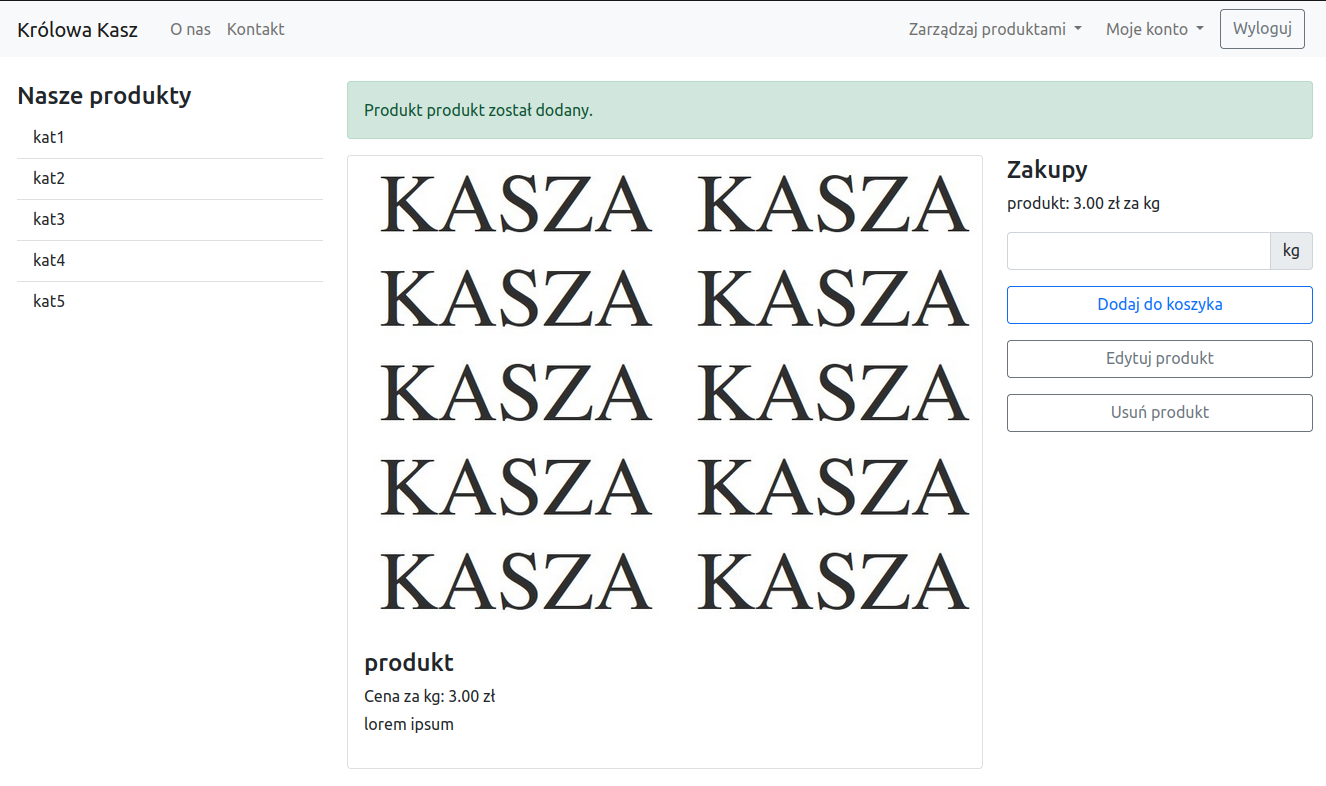 Królowa Kasz O nas Kontakt Zarządzaj produktami Moje konto Wyloguj
Nasze produkty
kat1
kat2
kat3
kat4
kat5
Produkt produkt został dodany.
KASZA KASZA
KASZA KASZA
KASZA KASZA
KASZA KASZA
KASZA KASZA
produkt
Cena za kg: 3.00 zł
lorem ipsum
Zakupy
produkt: 3.00 zł za kg
kg
Dodaj do koszyka
Edytuj produkt
Usuń produkt